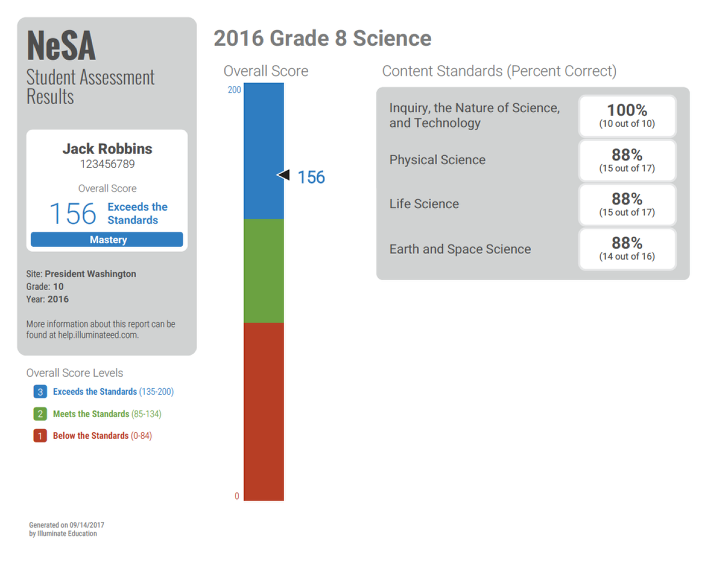 NeSA
Student Assessment
Results
Jack Robbins
123456789
Overall Score
156 Exceeds the
Standards
Mastery
Site: President Washington
Grade: 10
Year: 2016
More information about this report can be
found at help.illuminateed.com.
Overall Score Levels
3 Exceeds the Standards (135-200)
2 Meets the Standards (85-134)
1 Below the Standards (0-84)
Generated on 09/14/2017
by Illuminate Education
2016 Grade 8 Science
Overall Score
200
156
0
Content Standards (Percent Correct)
Inquiry, the Nature of Science,
and Technology
100%
(10 out of 10)
Physical Science
88%
(15 out of 17)
Life Science
88%
(15 out of 17)
Earth and Space Science
88%
(14 out of 16)